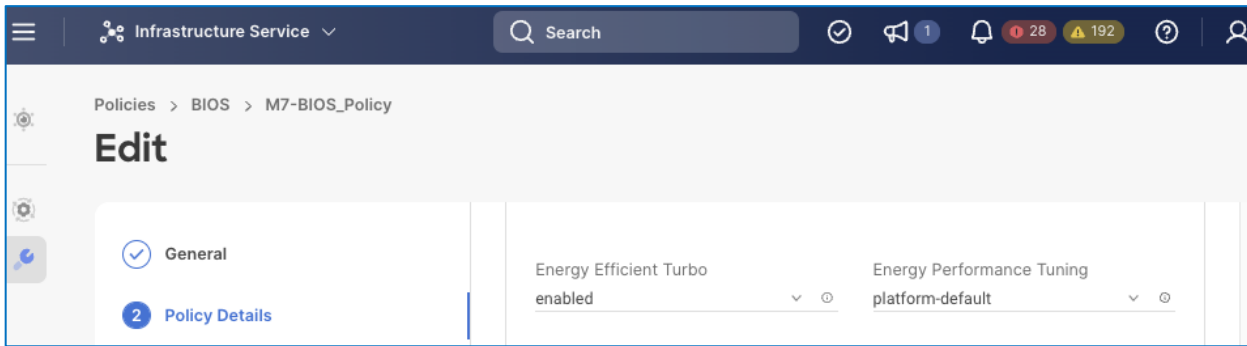 Infrastructure Service
Search
1
28
192
Policies > BIOS > M7-BIOS_Policy
Edit
General
2 Policy Details
Energy Efficient Turbo
enabled
Energy Performance Tuning
platform-default